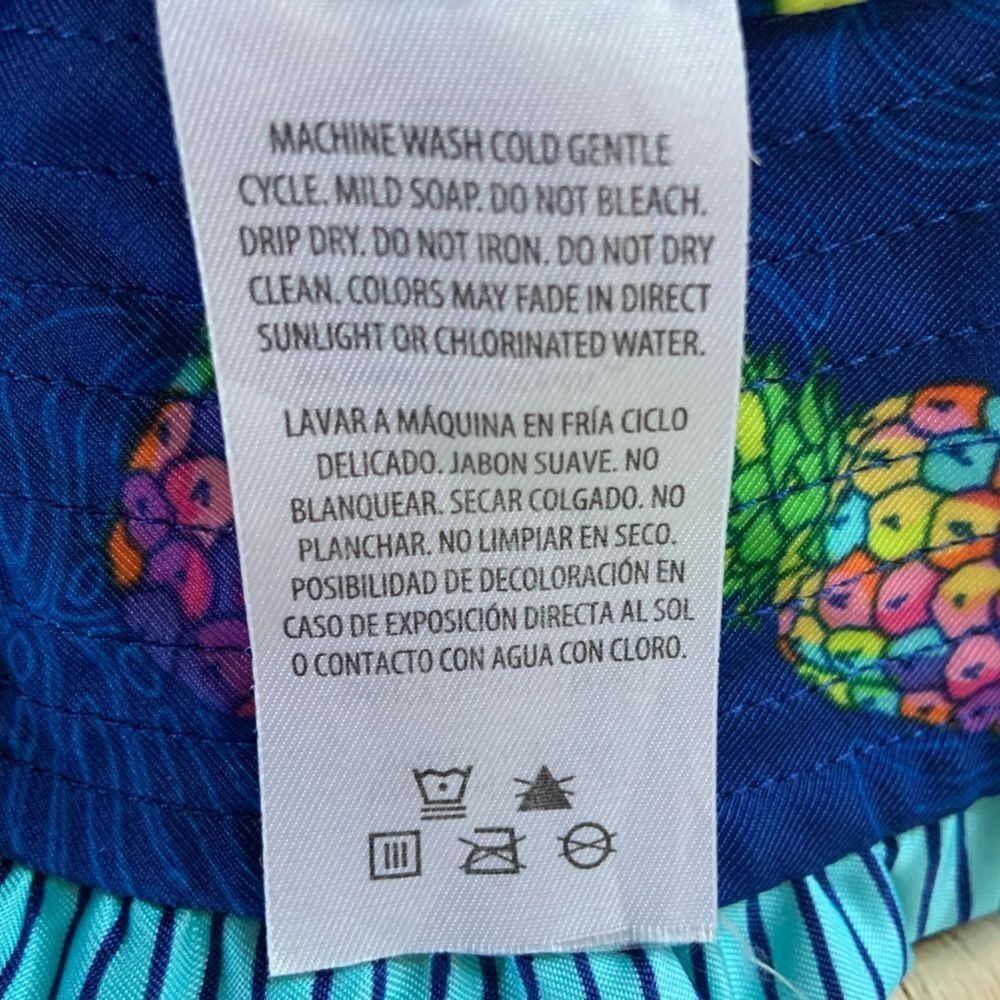 MACHINE WASH COLD GENTLE
CYCLE. MILD SOAP. DO NOT BLEACH.
DRIP DRY. DO NOT IRON. DO NOT DRY
CLEAN. COLORS MAY FADE IN DIRECT
SUNLIGHT OR CHLORINATED WATER.
LAVAR A MÁQUINA EN FRÍA CICLO
DELICADO. JABON SUAVE. NO
BLANQUEAR. SECAR COLGADO. NO
PLANCHAR. NO LIMPIAR EN SECO.
POSIBILIDAD DE DECOLORACIÓN EN
CASO DE EXPOSICIÓN DIRECTA AL SOL
O CONTACTO CON AGUA CON CLORO.